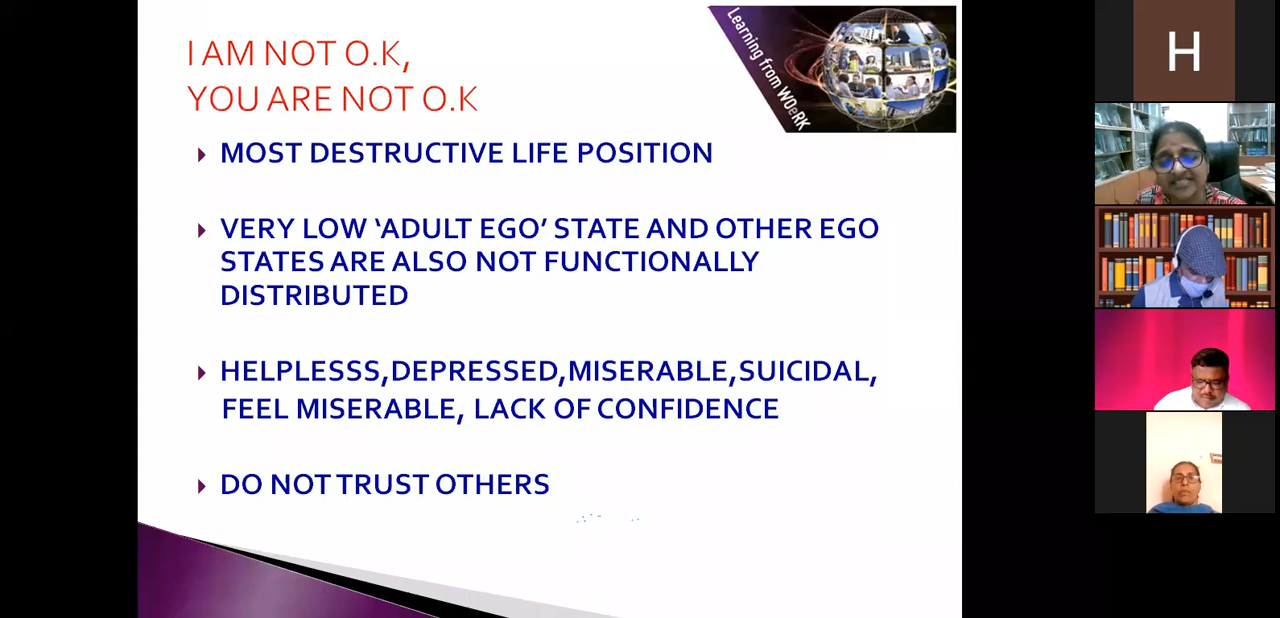 I AM NOT O.K,
YOU ARE NOT O.K
MOST DESTRUCTIVE LIFE POSITION
VERY LOW ‘ADULT EGO’ STATE AND OTHER EGO
STATES ARE ALSO NOT FUNCTIONALLY
DISTRIBUTED
HELPLESSS,DEPRESSED,MISERABLE,SUICIDAL,
FEEL MISERABLE, LACK OF CONFIDENCE
DO NOT TRUST OTHERS
Learning from WOeRK
H